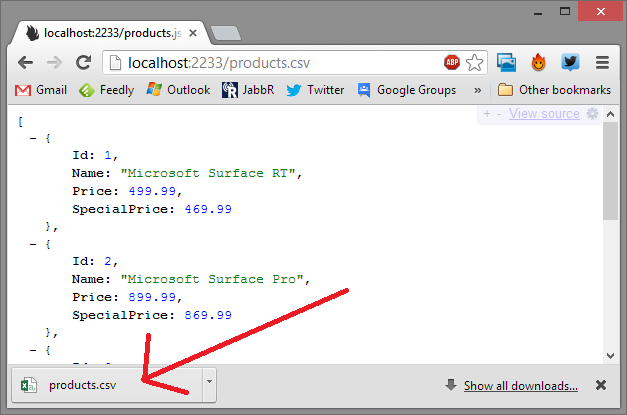 localhost:2233/products.js
localhost:2233/products.csv
ABP
Gmail Feedly Outlook JabbR Twitter Google Groups » Other bookmarks
+ - View source
[
- {
Id: 1,
Name: "Microsoft Surface RT",
Price: 499.99,
SpecialPrice: 469.99
},
- {
Id: 2,
Name: "Microsoft Surface Pro",
Price: 899.99,
SpecialPrice: 869.99
},
- {
products.csv Show all downloads...